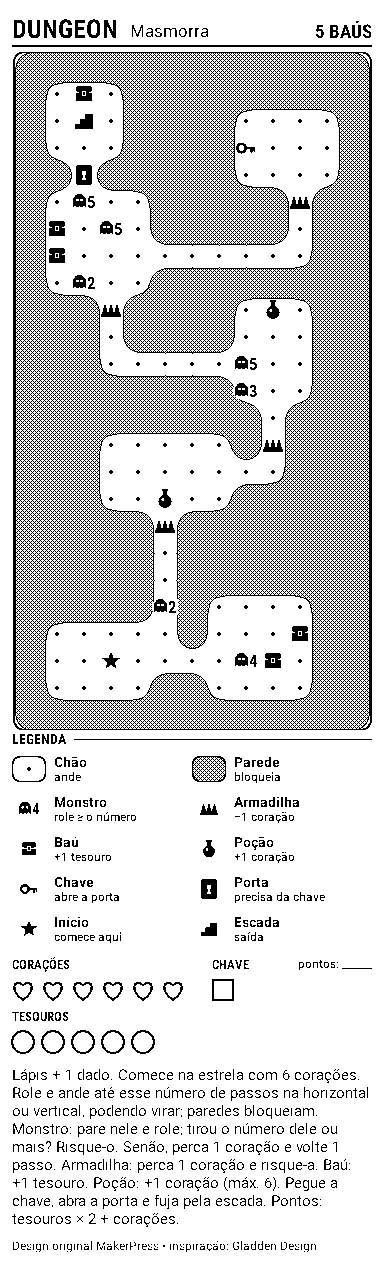 DUNGEON Masmorra 5 BAÚS
5
5
2
5
3
2
4
LEGENDA
Chão
ande
Parede
bloqueia
4
Monstro
role ≥ o número
Armadilha
−1 coração
Baú
+1 tesouro
Poção
+1 coração
Chave
abre a porta
Porta
precisa da chave
Início
comece aqui
Escada
saída
CORAÇÕES
CHAVE
pontos: _____
TESOUROS
Lápis + 1 dado. Comece na estrela com 6 corações.
Role e ande até esse número de passos na horizontal
ou vertical, podendo virar; paredes bloqueiam.
Monstro: pare nele e role; tirou o número dele ou
mais? Risque-o. Senão, perca 1 coração e volte 1
passo. Armadilha: perca 1 coração e risque-a. Baú:
+1 tesouro. Poção: +1 coração (máx. 6). Pegue a
chave, abra a porta e fuja pela escada. Pontos:
tesouros × 2 + corações.
Design original MakerPress • inspiração: Gladden Design